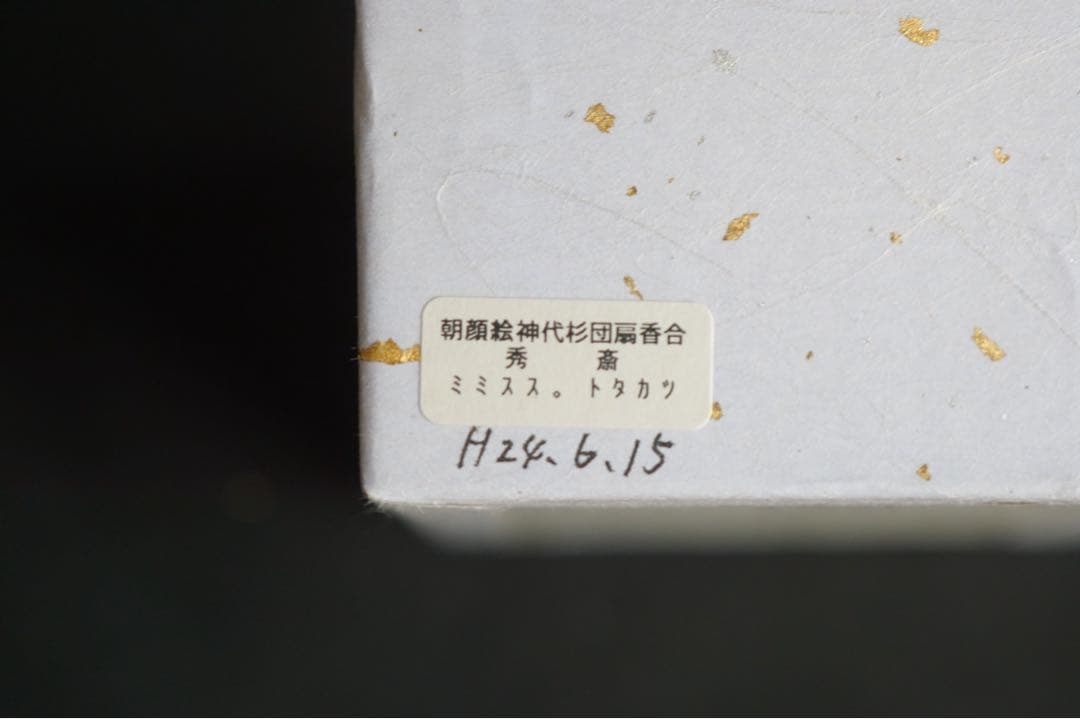 朝顔絵神代杉団扇香合
秀 斎
ミミスス。トタカツ
H24.6.15